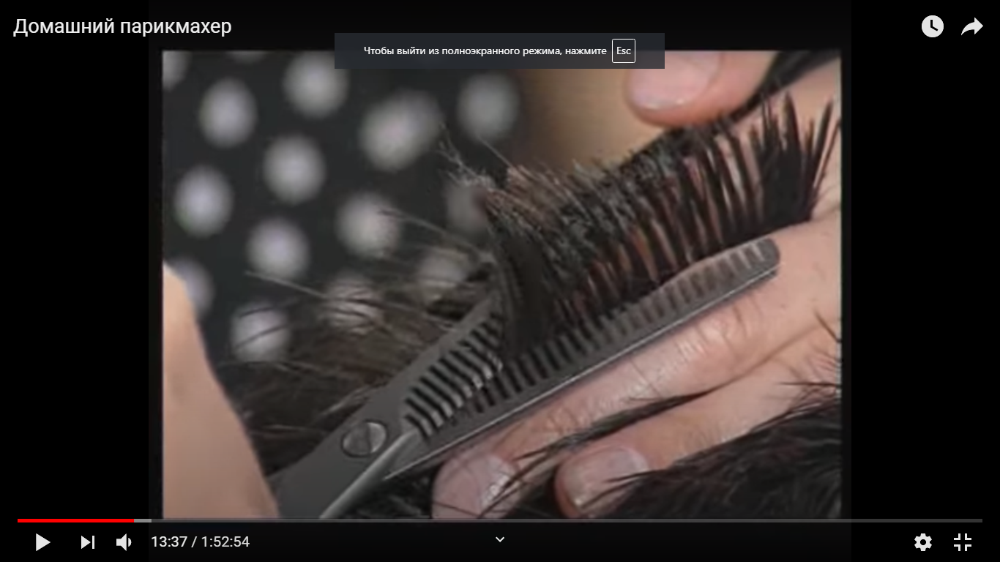 Домашний парикмахер
Чтобы выйти из полноэкранного режима, нажмите Esc
13:37 / 1:52:54